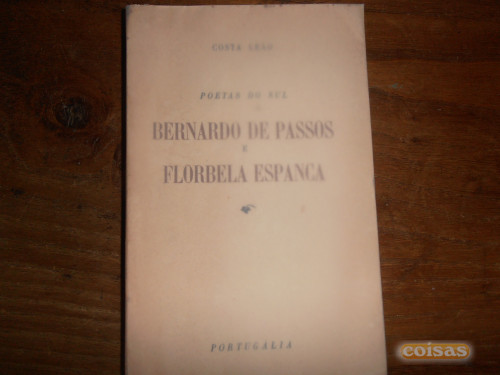 COSTA LEÃO
POETAS DO SUL
BERNARDO DE PASSOS
E
FLORBELA ESPANCA
PORTUGÁLIA
coisas